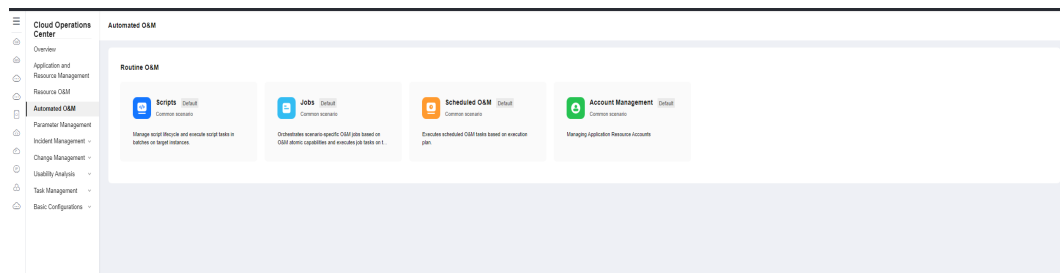 Cloud Operations
Center
Overview
Application and
Resource Management
Resource O&M
Automated O&M
Parameter Management
Incident Management
Change Management
Usability Analysis
Task Management
Basic Configurations
Automated O&M
Routine O&M
Scripts Default
Common scenario
Manage script lifecycle and execute script tasks in
batches on target instances.
Jobs Default
Common scenario
Orchestrates scenario-specific O&M jobs based on
O&M atomic capabilities and executes job tasks on t...
Scheduled O&M Default
Common scenario
Executes scheduled O&M tasks based on execution
plan.
Account Management Default
Common scenario
Managing Application Resource Accounts